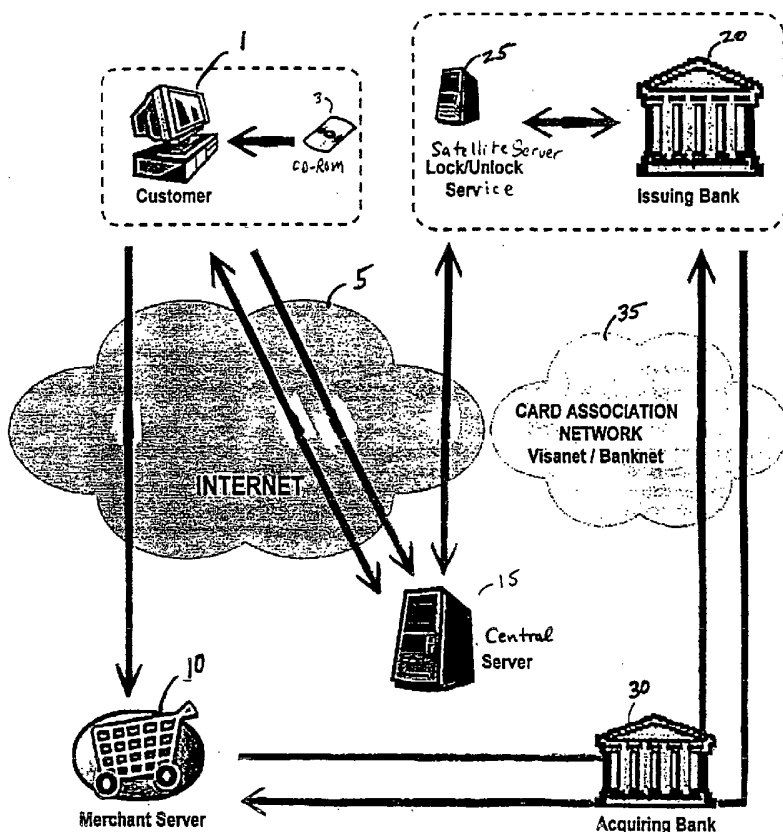 1
25
20
3
CD-ROM
Customer
Satellite Server
Lock/Unlock
Service
Issuing Bank
5
35
CARD ASSOCIATION
NETWORK
Visanet / Banknet
INTERNET
15
Central
Server
10
30
Merchant Server
Acquiring Bank